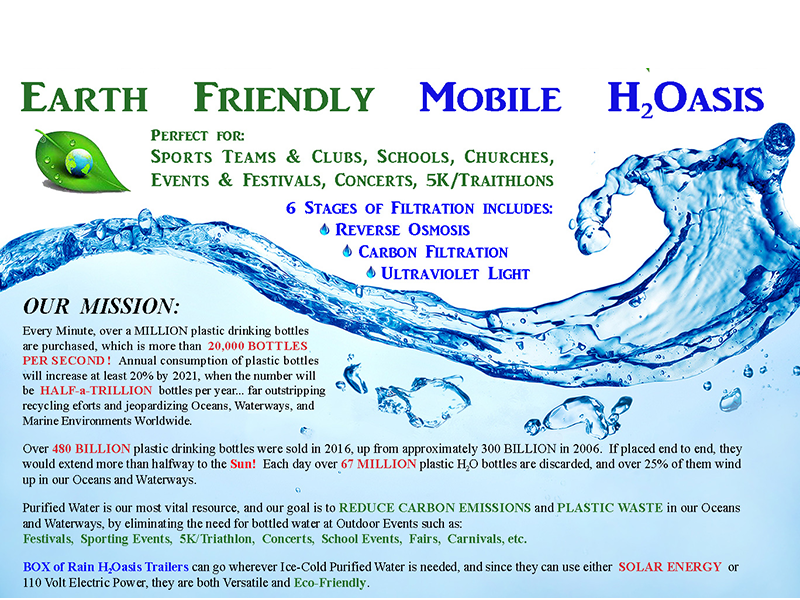 Earth Friendly Mobile H₂Oasis
Perfect for:
Sports Teams & Clubs, Schools, Churches,
Events & Festivals, Concerts, 5K/Traithlons
6 Stages of Filtration includes:
Reverse Osmosis
Carbon Filtration
Ultraviolet Light
OUR MISSION:
Every Minute, over a MILLION plastic drinking bottles
are purchased, which is more than 20,000 BOTTLES
PER SECOND! Annual consumption of plastic bottles
will increase at least 20% by 2021, when the number will
be HALF-a-TRILLION bottles per year... far outstripping
recycling eforts and jeopardizing Oceans, Waterways, and
Marine Environments Worldwide.
Over 480 BILLION plastic drinking bottles were sold in 2016, up from approximately 300 BILLION in 2006. If placed end to end, they
would extend more than halfway to the Sun! Each day over 67 MILLION plastic H₂O bottles are discarded, and over 25% of them wind
up in our Oceans and Waterways.
Purified Water is our most vital resource, and our goal is to REDUCE CARBON EMISSIONS and PLASTIC WASTE in our Oceans
and Waterways, by eliminating the need for bottled water at Outdoor Events such as:
Festivals, Sporting Events, 5K/Triathlon, Concerts, School Events, Fairs, Carnivals, etc.
BOX of Rain H₂Oasis Trailers can go wherever Ice-Cold Purified Water is needed, and since they can use either SOLAR ENERGY or
110 Volt Electric Power, they are both Versatile and Eco-Friendly.